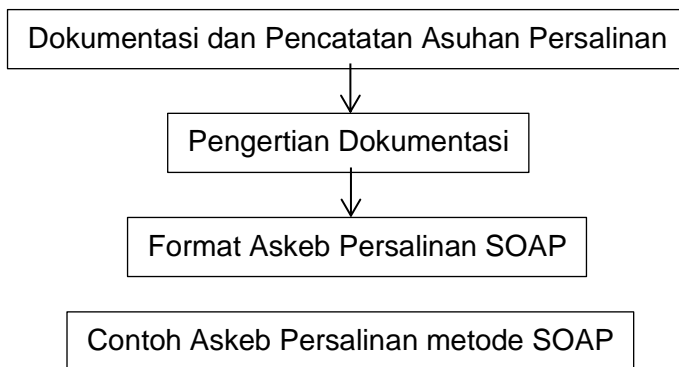 Dokumentasi dan Pencatatan Asuhan Persalinan
Pengertian Dokumentasi
Format Askeb Persalinan SOAP
Contoh Askeb Persalinan metode SOAP